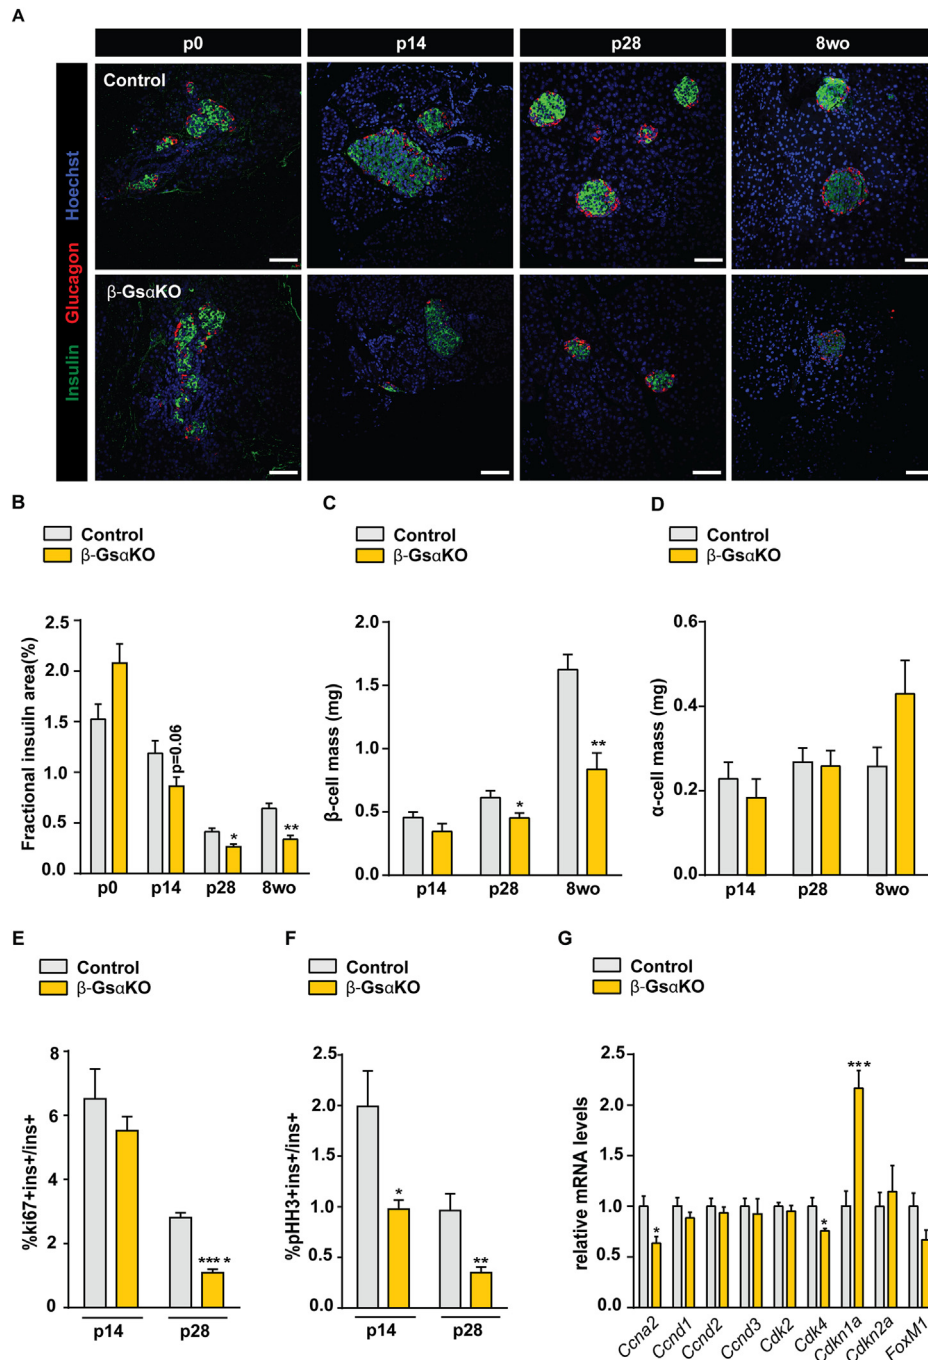 A
p0 p14 p28 8wo
Control
β-GsαKO
Insulin Glucagon Hoechst
B
Control
β-GsαKO
Fractional insuiln area(%)
2.5
2.0
1.5
1.0
0.5
0.0
p=0.06
*
**
p0 p14 p28 8wo
C
Control
β-GsαKO
β-cell mass (mg)
2.0
1.5
1.0
0.5
0.0
*
**
p14 p28 8wo
D
Control
β-GsαKO
α-cell mass (mg)
0.6
0.4
0.2
0.0
p14 p28 8wo
E
Control
β-GsαKO
%ki67+ins+/ins+
8
6
4
2
0
****
p14 p28
F
Control
β-GsαKO
%pHH3+ins+/ins+
2.5
2.0
1.5
1.0
0.5
0.0
*
**
p14 p28
G
Control
β-GsαKO
relative mRNA levels
2.5
2.0
1.5
1.0
0.5
0.0
*
*
***
Ccna2 Ccnd1 Ccnd2 Ccnd3 Cdk2 Cdk4 Cdkn1a Cdkn2a FoxM1